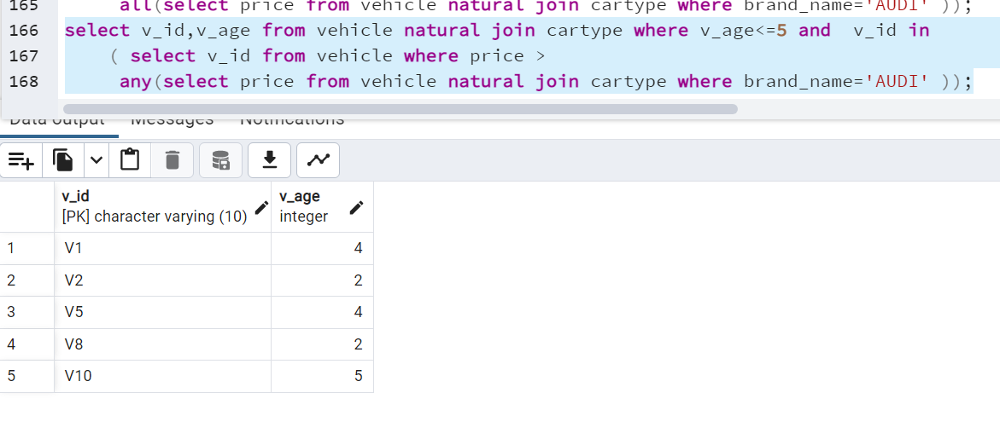 165 all(select price from vehicle natural join cartype where brand_name='AUDI' ));
166 select v_id,v_age from vehicle natural join cartype where v_age<=5 and  v_id in
167 ( select v_id from vehicle where price >
168 any(select price from vehicle natural join cartype where brand_name='AUDI' ));
Data output Messages Notifications
v_id v_age
[PK] character varying (10) integer
1 V1 4
2 V2 2
3 V5 4
4 V8 2
5 V10 5